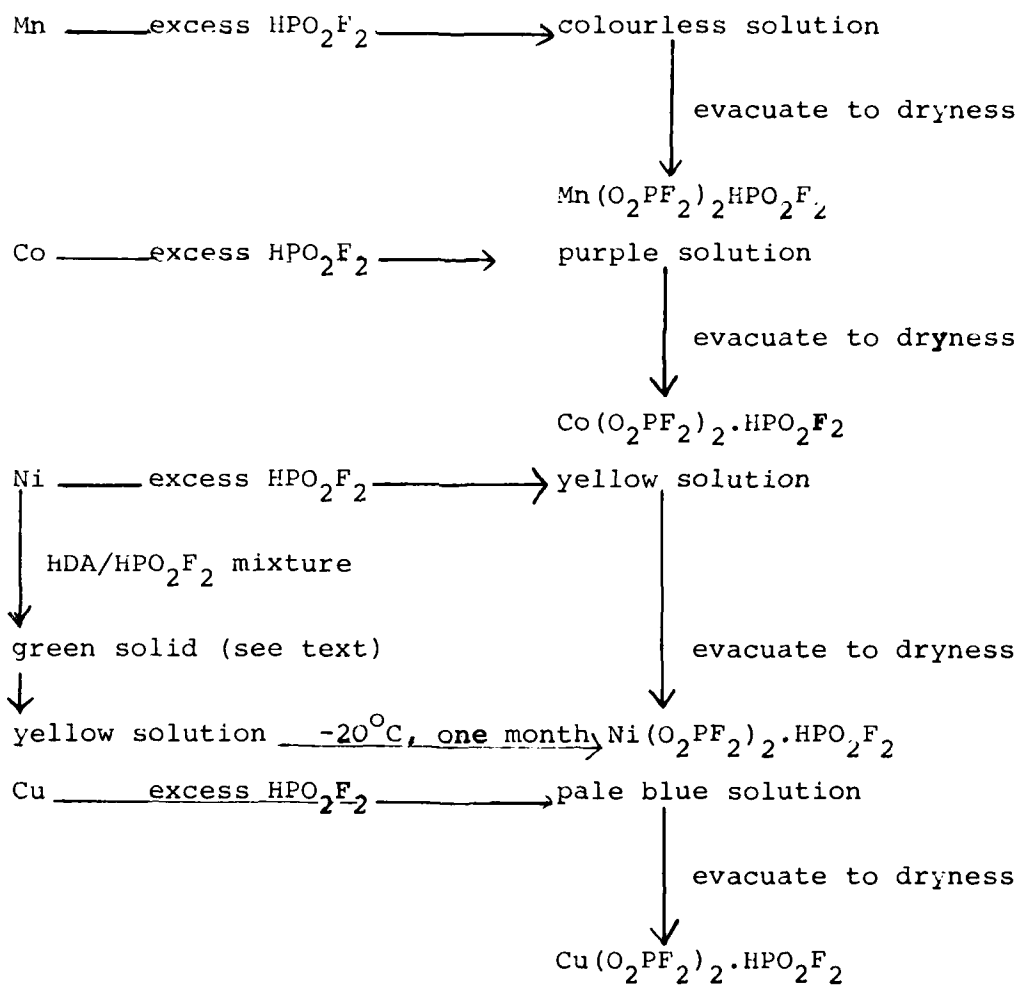 Mn excess HPO₂F₂ colourless solution
evacuate to dryness
Mn(O₂PF₂)₂HPO₂F₂
Co excess HPO₂F₂ purple solution
evacuate to dryness
Co(O₂PF₂)₂.HPO₂F₂
Ni excess HPO₂F₂ yellow solution
HDA/HPO₂F₂ mixture
green solid (see text) evacuate to dryness
yellow solution -20°C, one month Ni(O₂PF₂)₂.HPO₂F₂
Cu excess HPO₂F₂ pale blue solution
evacuate to dryness
Cu(O₂PF₂)₂.HPO₂F₂